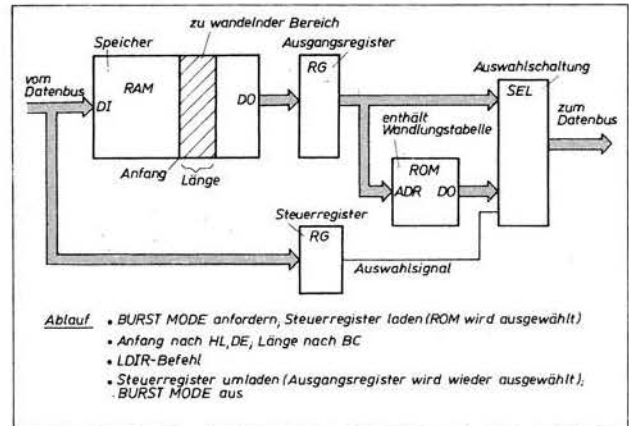 zu wandelnder Bereich
Speicher
Ausgangsregister
vom
Datenbus
RAM
DI
DO
RG
Auswahlschaltung
SEL
enthält
Wandlungstabelle
zum
Datenbus
Anfang
Länge
ROM
ADR DO
Steuerregister
RG
Auswahlsignal
Ablauf • BURST MODE anfordern, Steuerregister laden (ROM wird ausgewählt)
• Anfang nach HL, DE; Länge nach BC
• LDIR-Befehl
• Steuerregister umladen (Ausgangsregister wird wieder ausgewählt);
BURST MODE aus